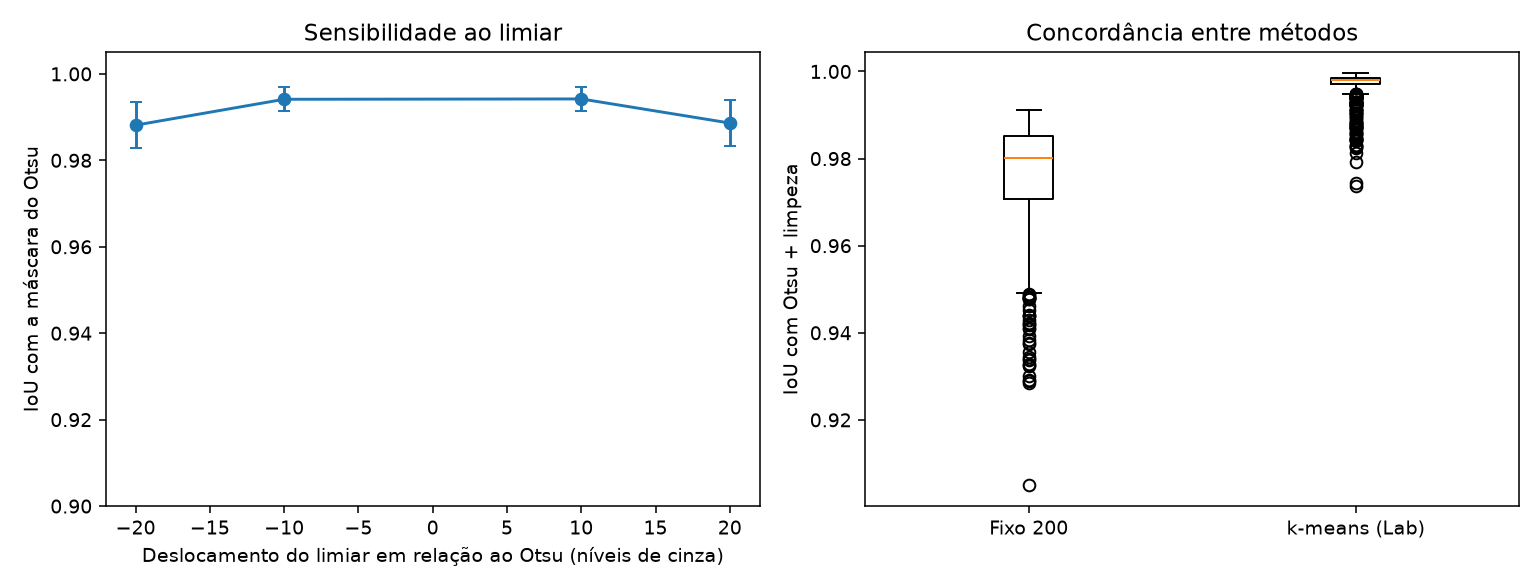 Sensibilidade ao limiar
IoU com a máscara do Otsu
1.00
0.98
0.96
0.94
0.92
0.90
−20
−15
−10
−5
0
5
10
15
20
Deslocamento do limiar em relação ao Otsu (níveis de cinza)
Concordância entre métodos
IoU com Otsu + limpeza
1.00
0.98
0.96
0.94
0.92
Fixo 200
k-means (Lab)